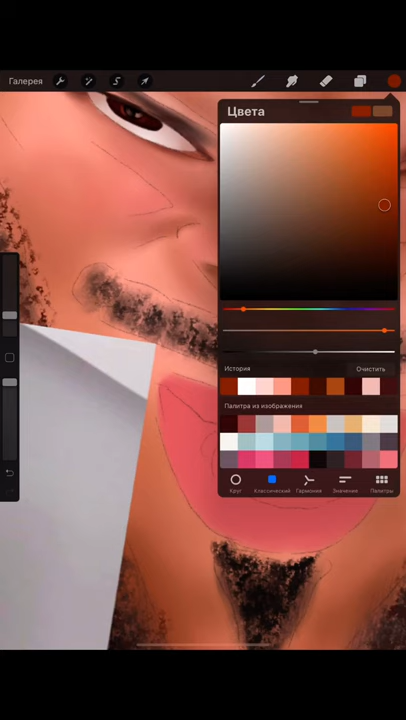 Галерея
Цвета
История
Очистить
Палитра из изображения
Круг
Классический
Гармония
Значение
Палитры